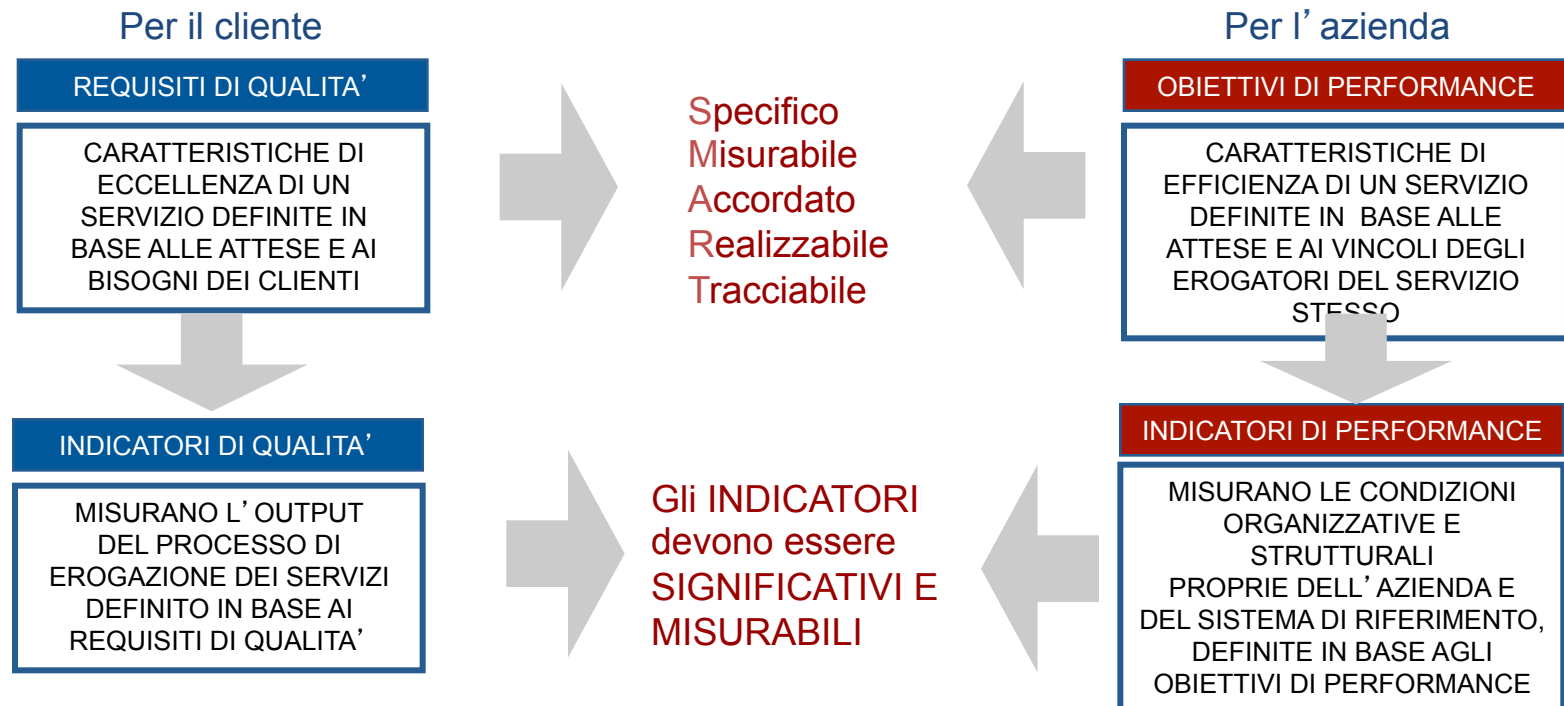 Per il cliente
REQUISITI DI QUALITA’
CARATTERISTICHE DI
ECCELLENZA DI UN
SERVIZIO DEFINITE IN
BASE ALLE ATTESE E AI
BISOGNI DEI CLIENTI
INDICATORI DI QUALITA’
MISURANO L’ OUTPUT
DEL PROCESSO DI
EROGAZIONE DEI SERVIZI
DEFINITO IN BASE AI
REQUISITI DI QUALITA’
Specifico
Misurabile
Accordato
Realizzabile
Tracciabile
Gli INDICATORI
devono essere
SIGNIFICATIVI E
MISURABILI
Per l’ azienda
OBIETTIVI DI PERFORMANCE
CARATTERISTICHE DI
EFFICIENZA DI UN SERVIZIO
DEFINITE IN BASE ALLE
ATTESE E AI VINCOLI DEGLI
EROGATORI DEL SERVIZIO
STESSO
INDICATORI DI PERFORMANCE
MISURANO LE CONDIZIONI
ORGANIZZATIVE E
STRUTTURALI
PROPRIE DELL’ AZIENDA E
DEL SISTEMA DI RIFERIMENTO,
DEFINITE IN BASE AGLI
OBIETTIVI DI PERFORMANCE